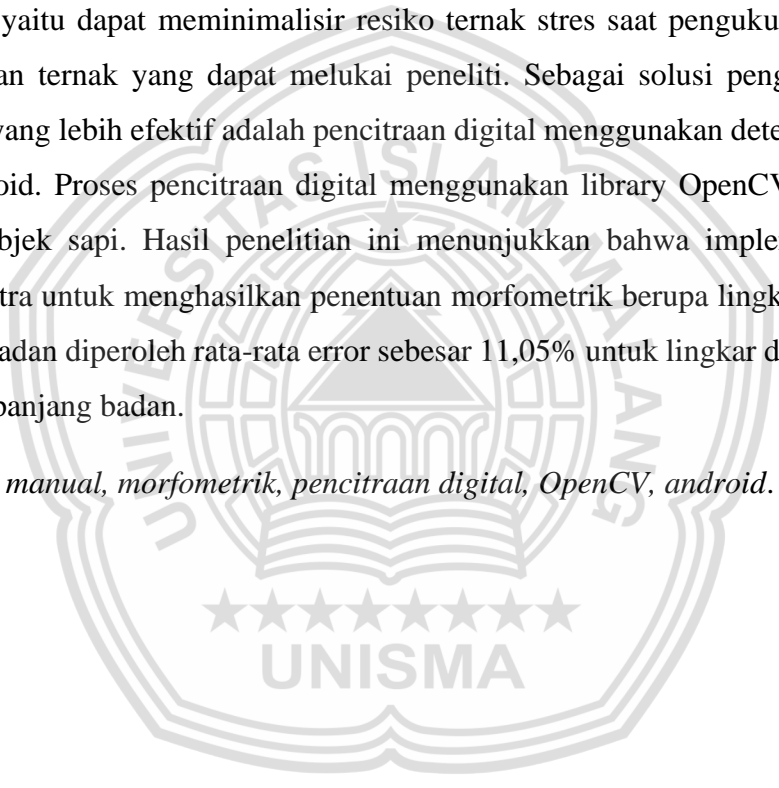 yaitu dapat meminimalisir resiko ternak stres saat penguku
an ternak yang dapat melukai peneliti. Sebagai solusi peng
yang lebih efektif adalah pencitraan digital menggunakan dete
oid. Proses pencitraan digital menggunakan library OpenCV
bjek sapi. Hasil penelitian ini menunjukkan bahwa imple
tra untuk menghasilkan penentuan morfometrik berupa lingk
adan diperoleh rata-rata error sebesar 11,05% untuk lingkar d
panjang badan.
manual, morfometrik, pencitraan digital, OpenCV, android.
UNIVERSITAS ISLAM MALANG
UNISMA